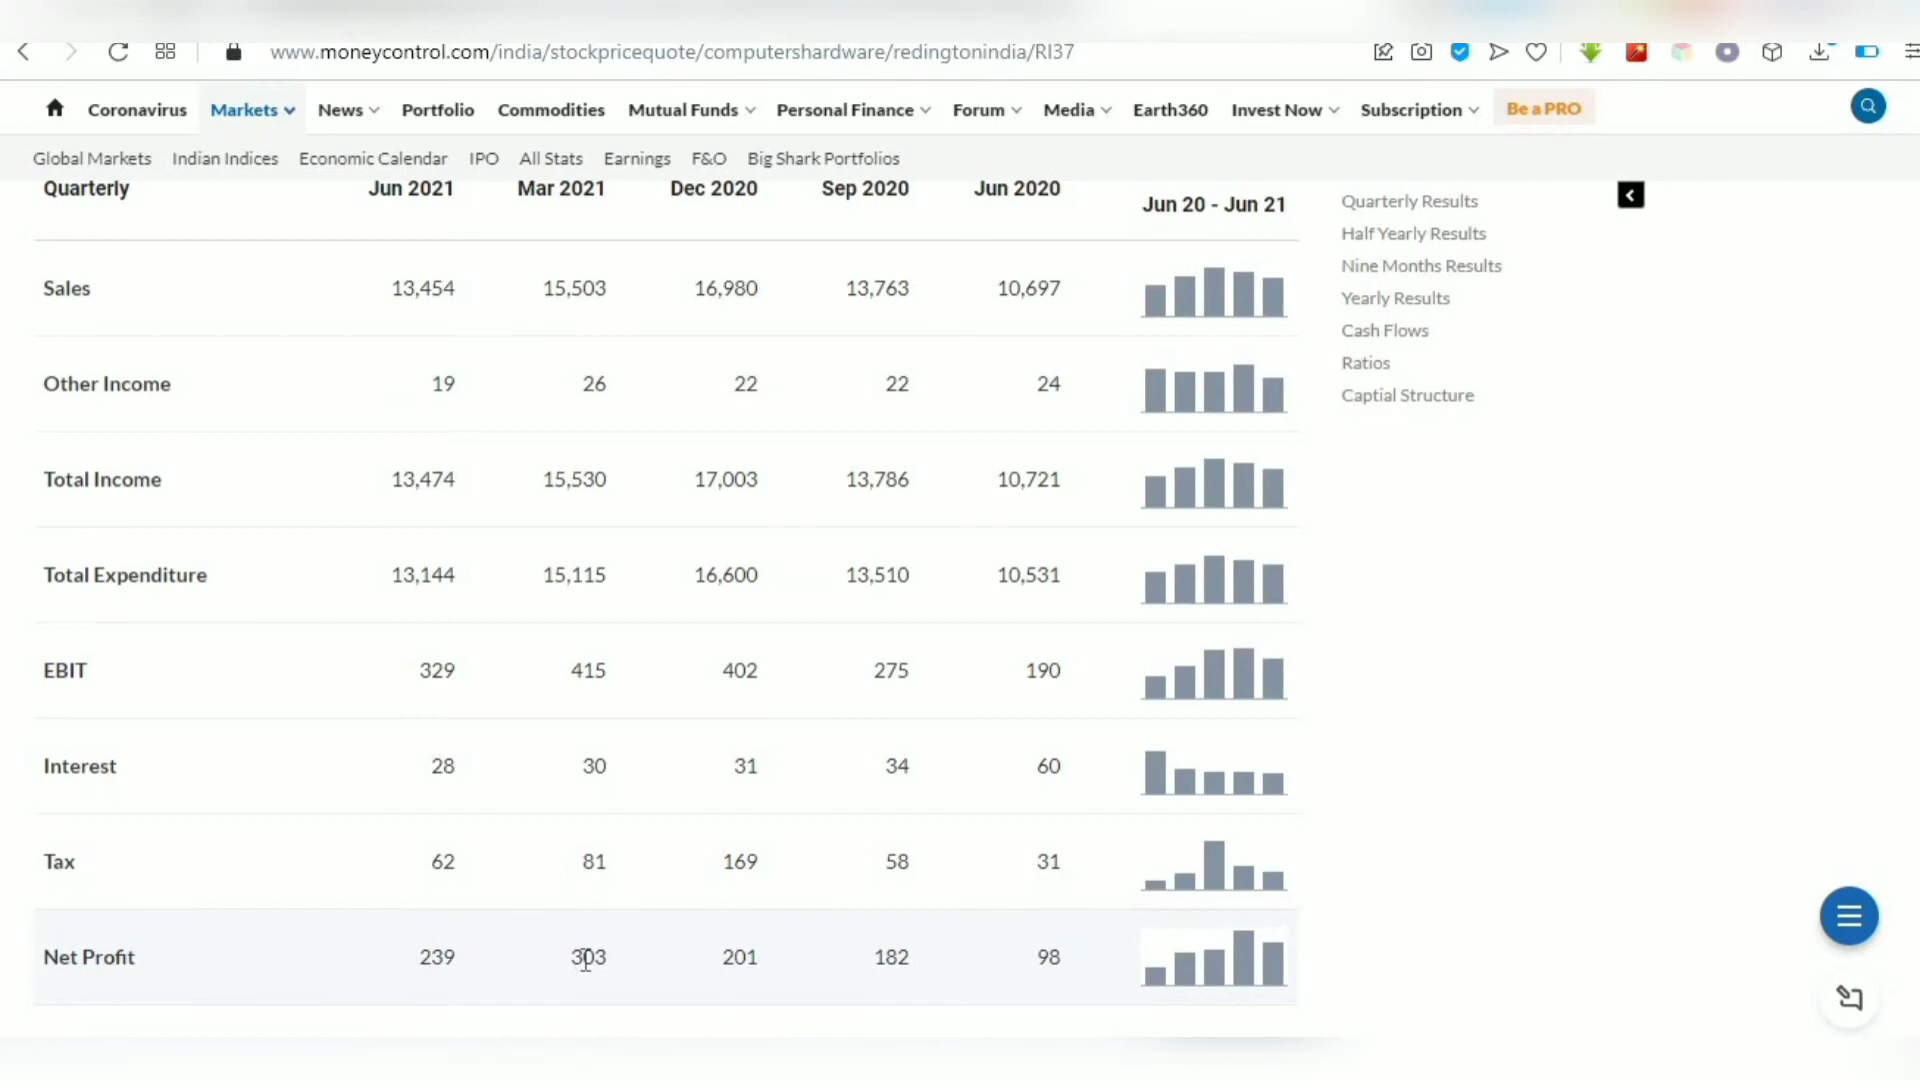 www.moneycontrol.com/india/stockpricequote/computershardware/redingtonindia/RI37
Coronavirus Markets News Portfolio Commodities Mutual Funds Personal Finance Forum Media Earth360 Invest Now Subscription Be a PRO
Global Markets Indian Indices Economic Calendar IPO All Stats Earnings F&O Big Shark Portfolios
Quarterly Jun 2021 Mar 2021 Dec 2020 Sep 2020 Jun 2020 Jun 20 - Jun 21
Sales 13,454 15,503 16,980 13,763 10,697
Other Income 19 26 22 22 24
Total Income 13,474 15,530 17,003 13,786 10,721
Total Expenditure 13,144 15,115 16,600 13,510 10,531
EBIT 329 415 402 275 190
Interest 28 30 31 34 60
Tax 62 81 169 58 31
Net Profit 239 303 201 182 98
Quarterly Results
Half Yearly Results
Nine Months Results
Yearly Results
Cash Flows
Ratios
Captial Structure